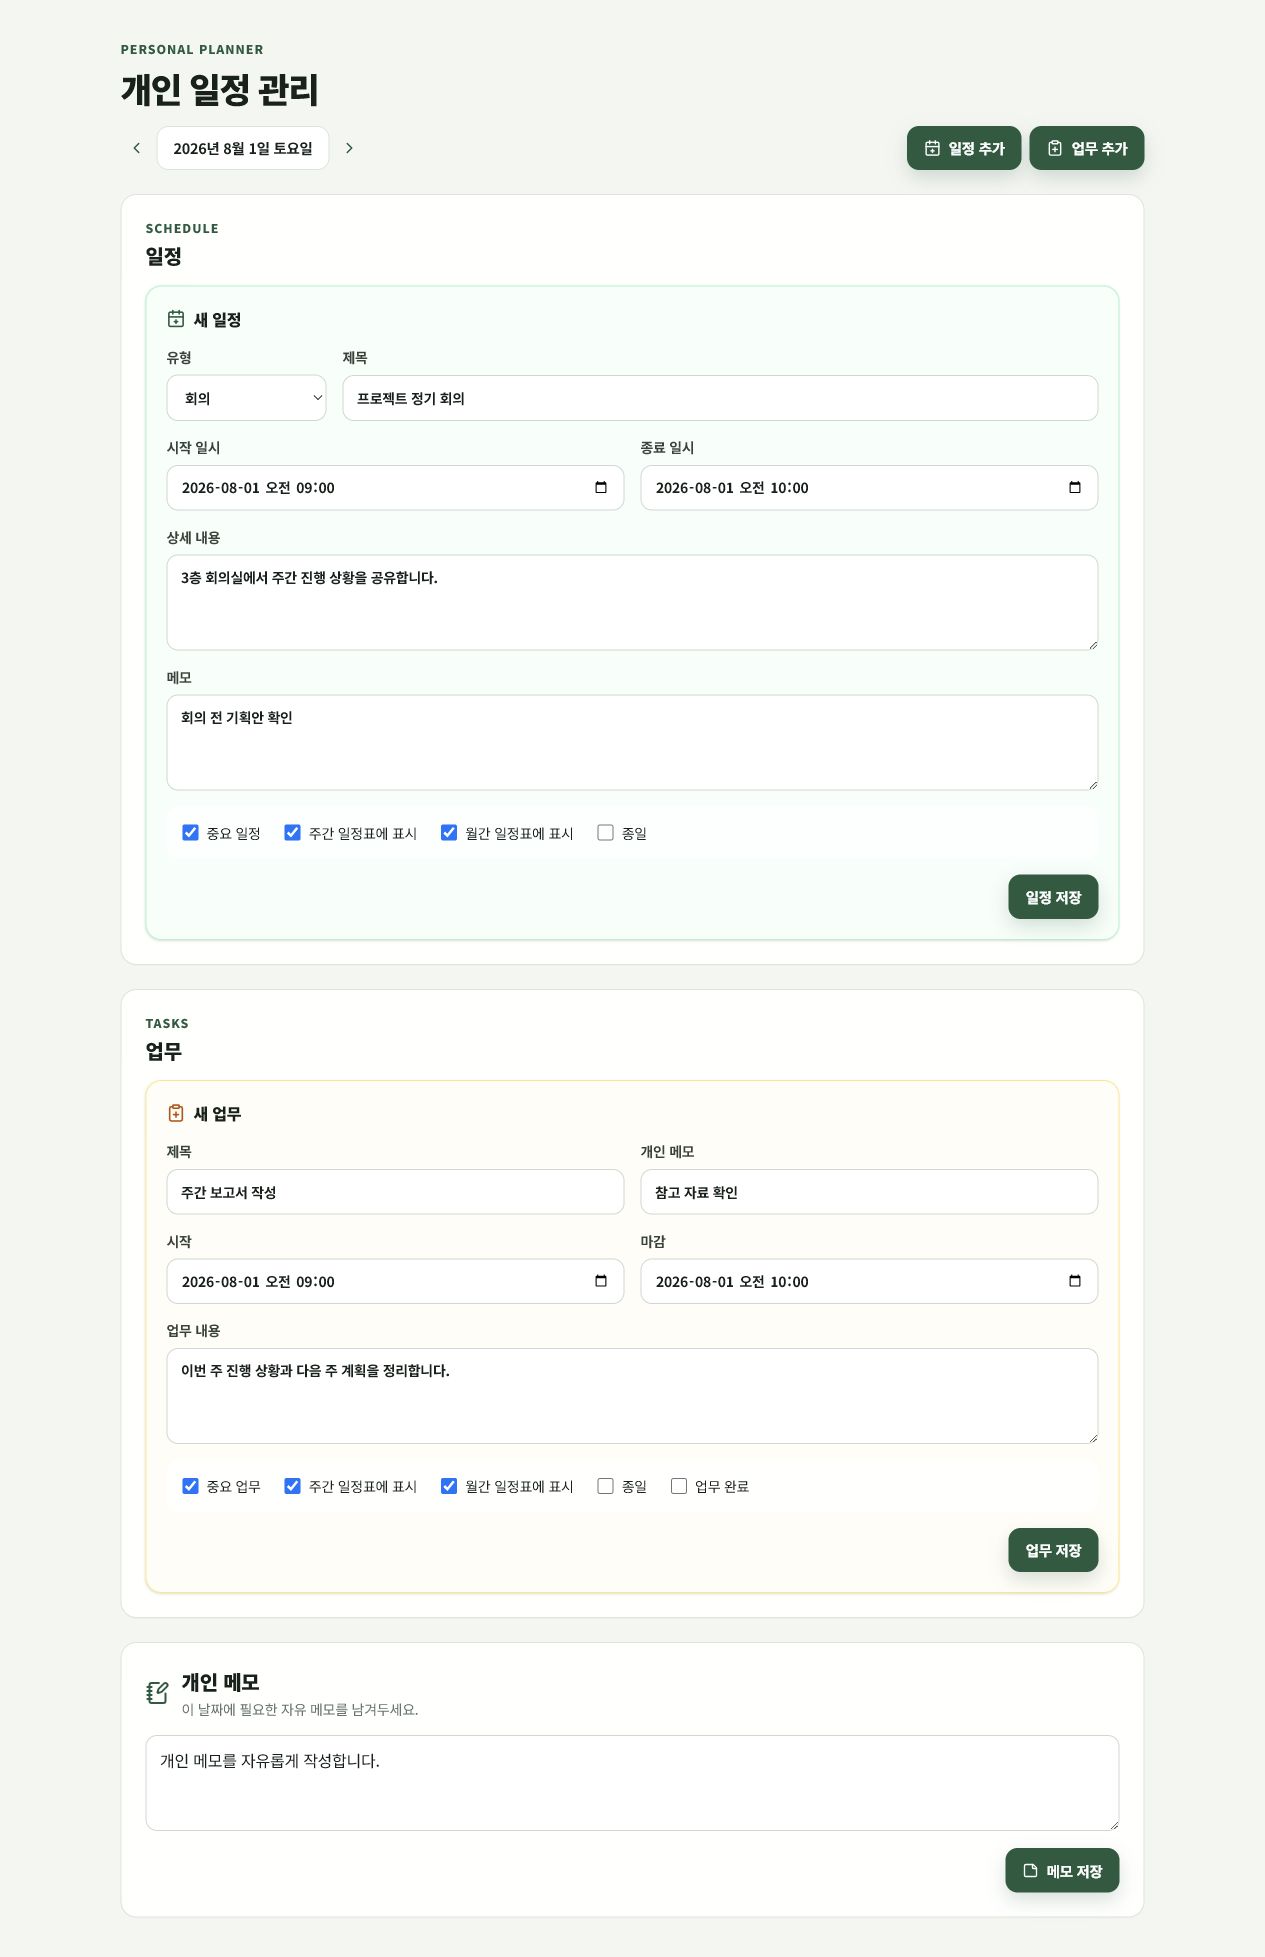 PERSONAL PLANNER
개인 일정 관리
2026년 8월 1일 토요일
일정 추가
업무 추가
SCHEDULE
일정
새 일정
유형
제목
회의
프로젝트 정기 회의
시작 일시
종료 일시
2026-08-01 오전 09:00
2026-08-01 오전 10:00
상세 내용
3층 회의실에서 주간 진행 상황을 공유합니다.
메모
회의 전 기획안 확인
중요 일정
주간 일정표에 표시
월간 일정표에 표시
종일
일정 저장
TASKS
업무
새 업무
제목
개인 메모
주간 보고서 작성
참고 자료 확인
시작
마감
2026-08-01 오전 09:00
2026-08-01 오전 10:00
업무 내용
이번 주 진행 상황과 다음 주 계획을 정리합니다.
중요 업무
주간 일정표에 표시
월간 일정표에 표시
종일
업무 완료
업무 저장
개인 메모
이 날짜에 필요한 자유 메모를 남겨두세요.
개인 메모를 자유롭게 작성합니다.
메모 저장